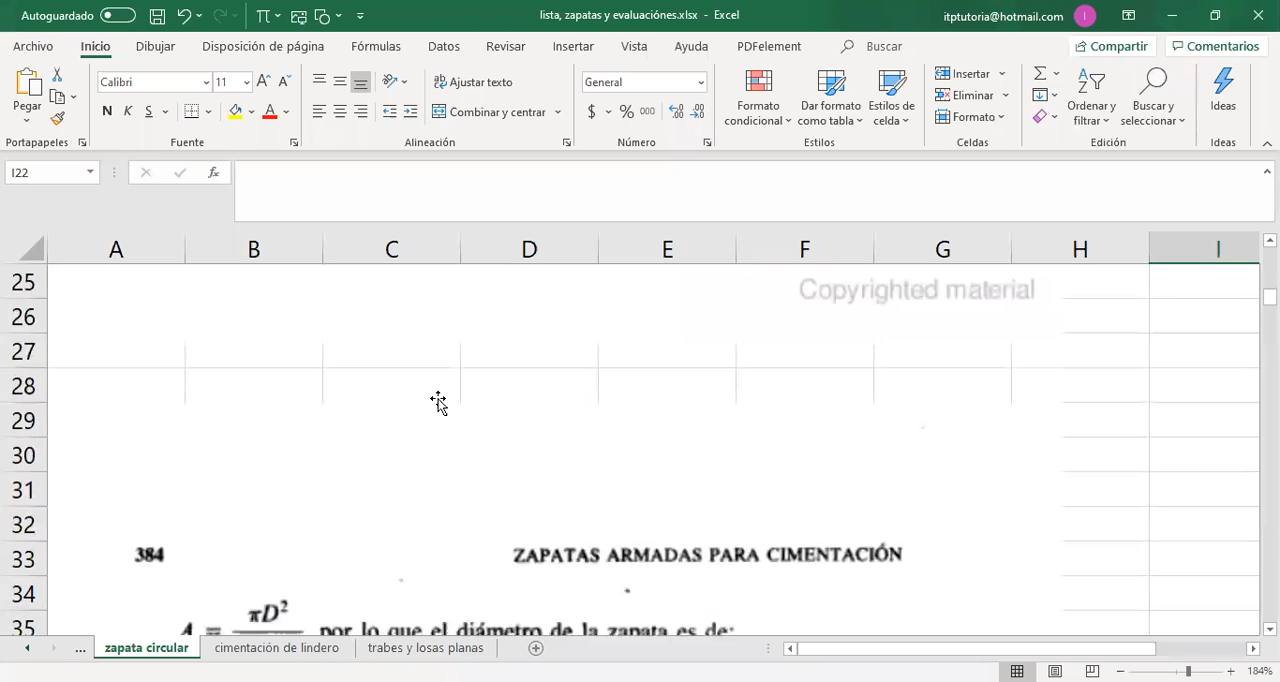 Autoguardado
lista, zapatas y evaluaciónes.xlsx - Excel
itptutoria@hotmail.com
I
Archivo Inicio Dibujar Disposición de página Fórmulas Datos Revisar Insertar Vista Ayuda PDFelement Buscar
Compartir Comentarios
Pegar
Calibri 11
N K S
Ajustar texto
Combinar y centrar
General
$ % 000
Formato condicional
Dar formato como tabla
Estilos de celda
Insertar
Eliminar
Formato
Ordenar y filtrar
Buscar y seleccionar
Ideas
Portapapeles Fuente Alineación Número Estilos Celdas Edición Ideas
I22
fx
A B C D E F G H I
25
Copyrighted material
26
27
28
29
30
31
32
33
384 ZAPATAS ARMADAS PARA CIMENTACIÓN
34
35
A = πD² por lo que el diámetro de la zapata es de:
... zapata circular cimentación de lindero trabes y losas planas
184%